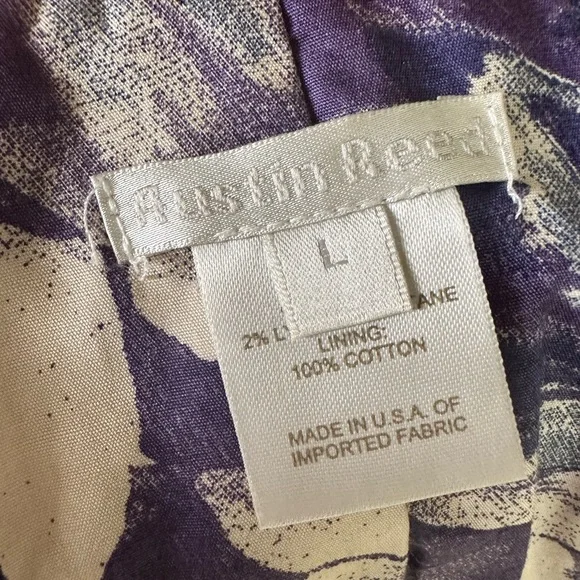 Austin Reed
L
2% L ANE
LINING:
100% COTTON
MADE IN U.S.A. OF
IMPORTED FABRIC